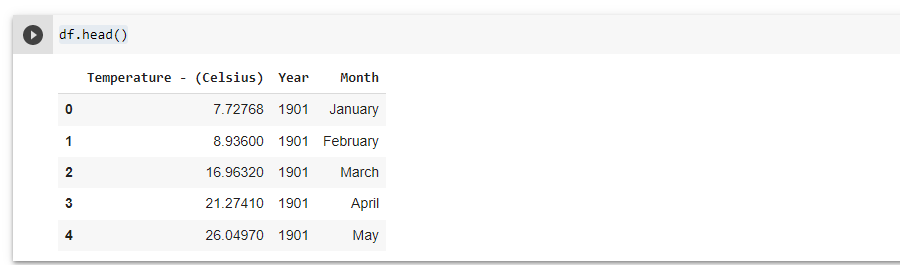 df.head()
Temperature - (Celsius) Year Month
0 7.72768 1901 January
1 8.93600 1901 February
2 16.96320 1901 March
3 21.27410 1901 April
4 26.04970 1901 May